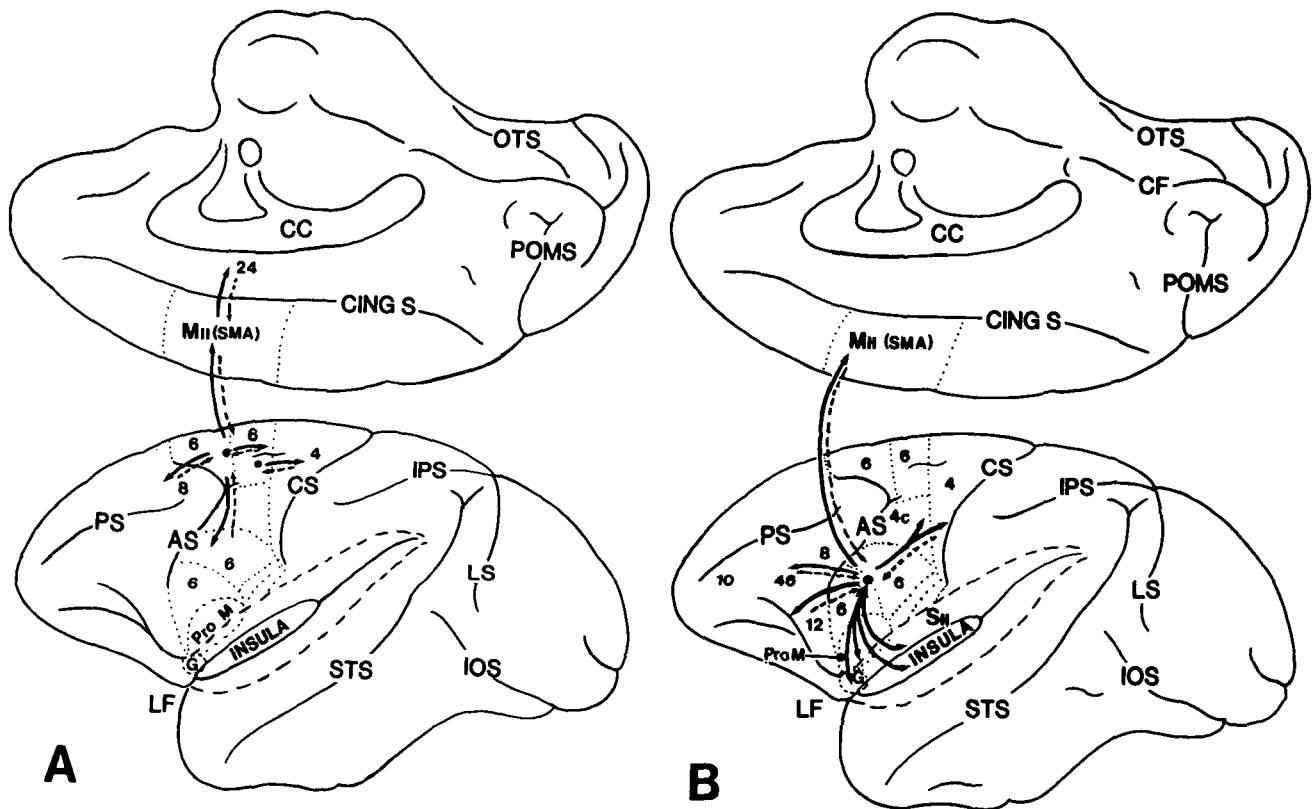 OTS
CC
POMS
24
CING S
MII (SMA)
6 6
4
8
CS
IPS
PS
AS
6
6
LS
Pro M
INSULA
G
STS
IOS
LF
A
OTS
CF
CC
POMS
CING S
MII (SMA)
6 6
CS
4
IPS
AS 4c
PS
8
10 46
6
LS
12 6
SII
INSULA
Pro M
G
IOS
LF
STS
B